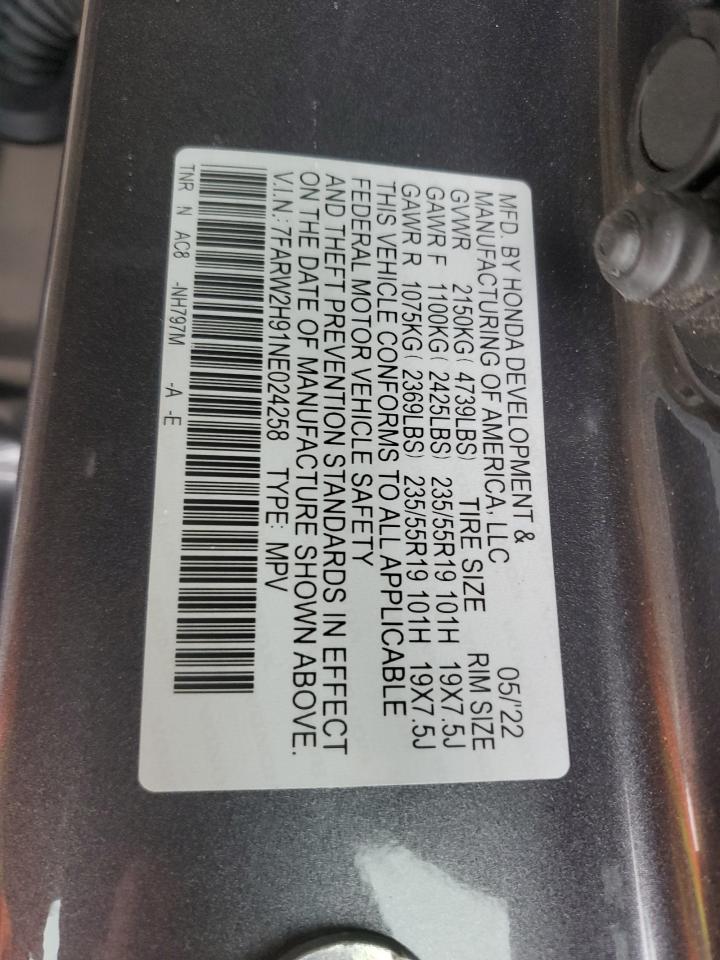 MFD. BY HONDA DEVELOPMENT & 05/'22
MANUFACTURING OF AMERICA, LLC
GVWR 2150KG( 4739LBS) TIRE SIZE RIM SIZE
GAWR F 1100KG( 2425LBS) 235/55R19 101H 19X7.5J
GAWR R 1075KG( 2369LBS) 235/55R19 101H 19X7.5J
THIS VEHICLE CONFORMS TO ALL APPLICABLE
FEDERAL MOTOR VEHICLE SAFETY
AND THEFT PREVENTION STANDARDS IN EFFECT
ON THE DATE OF MANUFACTURE SHOWN ABOVE.
V.I.N.: 7FARW2H91NE024258 TYPE: MPV
TNR N AC8 -NH797M -A -E